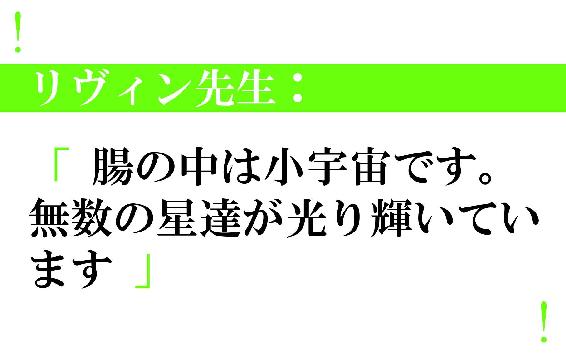 !
リヴィン先生：
「 腸の中は小宇宙です。
無数の星達が光り輝いてい
ます 」
!